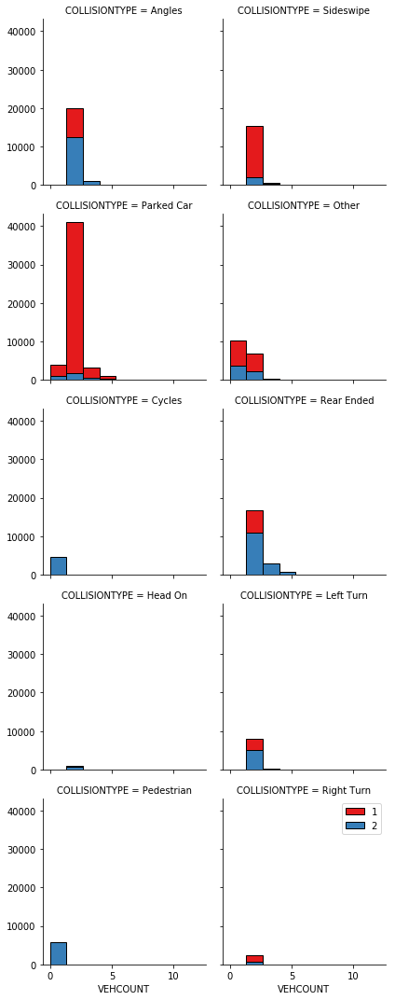 COLLISIONTYPE = Angles
COLLISIONTYPE = Sideswipe
40000
30000
20000
10000
0
COLLISIONTYPE = Parked Car
COLLISIONTYPE = Other
40000
30000
20000
10000
0
COLLISIONTYPE = Cycles
COLLISIONTYPE = Rear Ended
40000
30000
20000
10000
0
COLLISIONTYPE = Head On
COLLISIONTYPE = Left Turn
40000
30000
20000
10000
0
COLLISIONTYPE = Pedestrian
COLLISIONTYPE = Right Turn
1
2
40000
30000
20000
10000
0
0 5 10
VEHCOUNT
0 5 10
VEHCOUNT